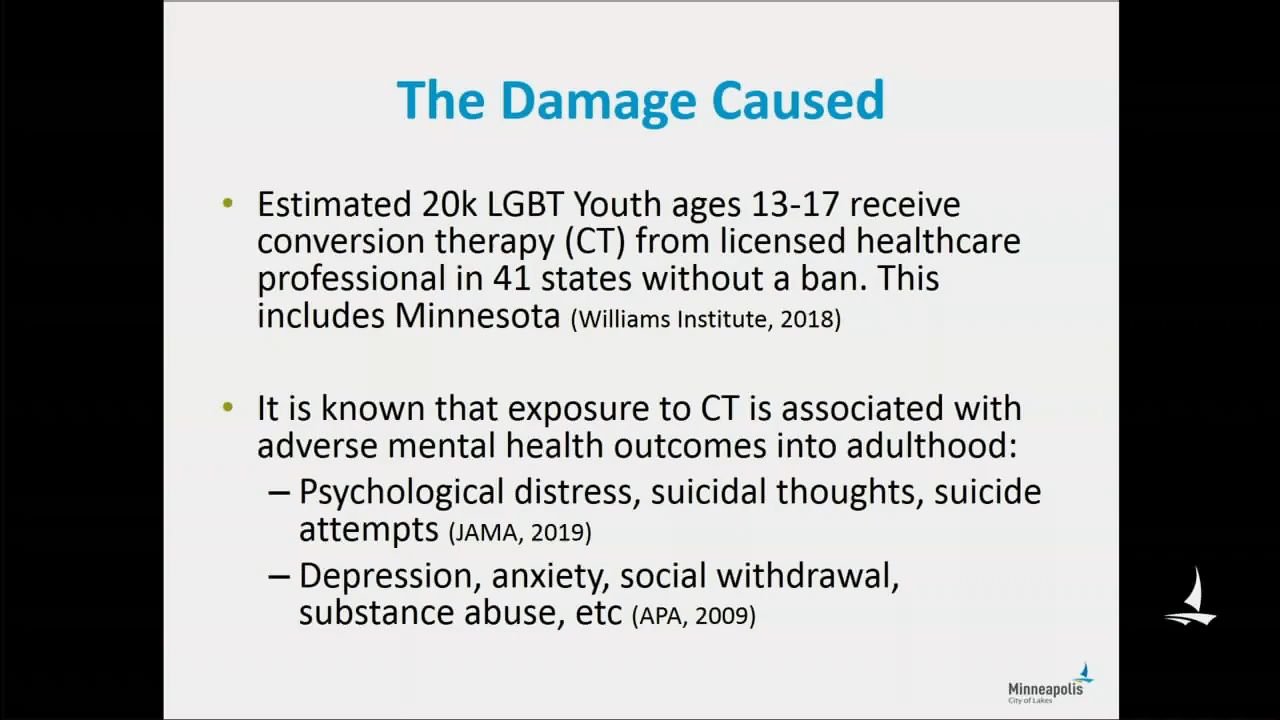 The Damage Caused
• Estimated 20k LGBT Youth ages 13-17 receive
conversion therapy (CT) from licensed healthcare
professional in 41 states without a ban. This
includes Minnesota (Williams Institute, 2018)
• It is known that exposure to CT is associated with
adverse mental health outcomes into adulthood:
– Psychological distress, suicidal thoughts, suicide
attempts (JAMA, 2019)
– Depression, anxiety, social withdrawal,
substance abuse, etc (APA, 2009)
Minneapolis
City of Lakes